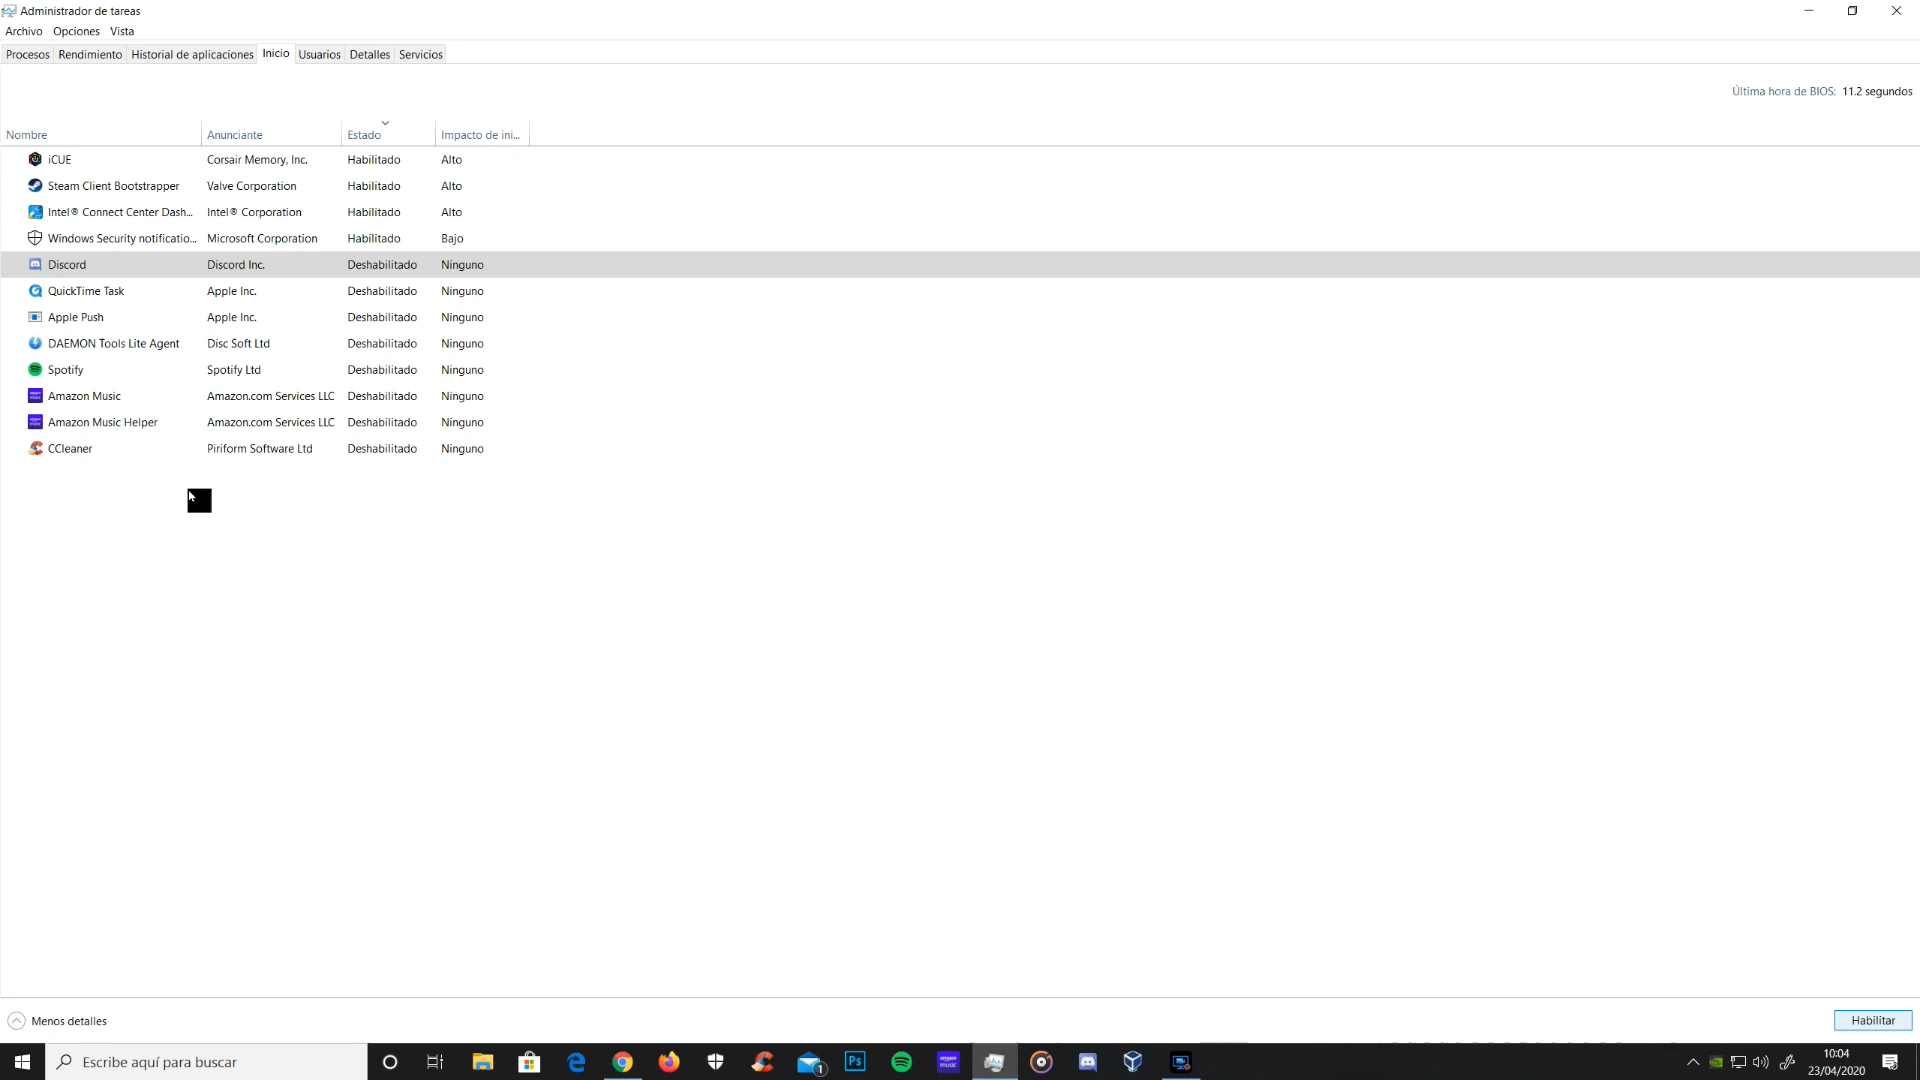 Administrador de tareas
Archivo Opciones Vista
Procesos Rendimiento Historial de aplicaciones Inicio Usuarios Detalles Servicios
Última hora de BIOS: 11.2 segundos
Nombre Anunciante Estado Impacto de ini...
iCUE Corsair Memory, Inc. Habilitado Alto
Steam Client Bootstrapper Valve Corporation Habilitado Alto
Intel® Connect Center Dash... Intel® Corporation Habilitado Alto
Windows Security notificatio... Microsoft Corporation Habilitado Bajo
Discord Discord Inc. Deshabilitado Ninguno
QuickTime Task Apple Inc. Deshabilitado Ninguno
Apple Push Apple Inc. Deshabilitado Ninguno
DAEMON Tools Lite Agent Disc Soft Ltd Deshabilitado Ninguno
Spotify Spotify Ltd Deshabilitado Ninguno
Amazon Music Amazon.com Services LLC Deshabilitado Ninguno
Amazon Music Helper Amazon.com Services LLC Deshabilitado Ninguno
CCleaner Piriform Software Ltd Deshabilitado Ninguno
Menos detalles Habilitar
Escribe aquí para buscar 1 Ps amazon music 10:04
23/04/2020